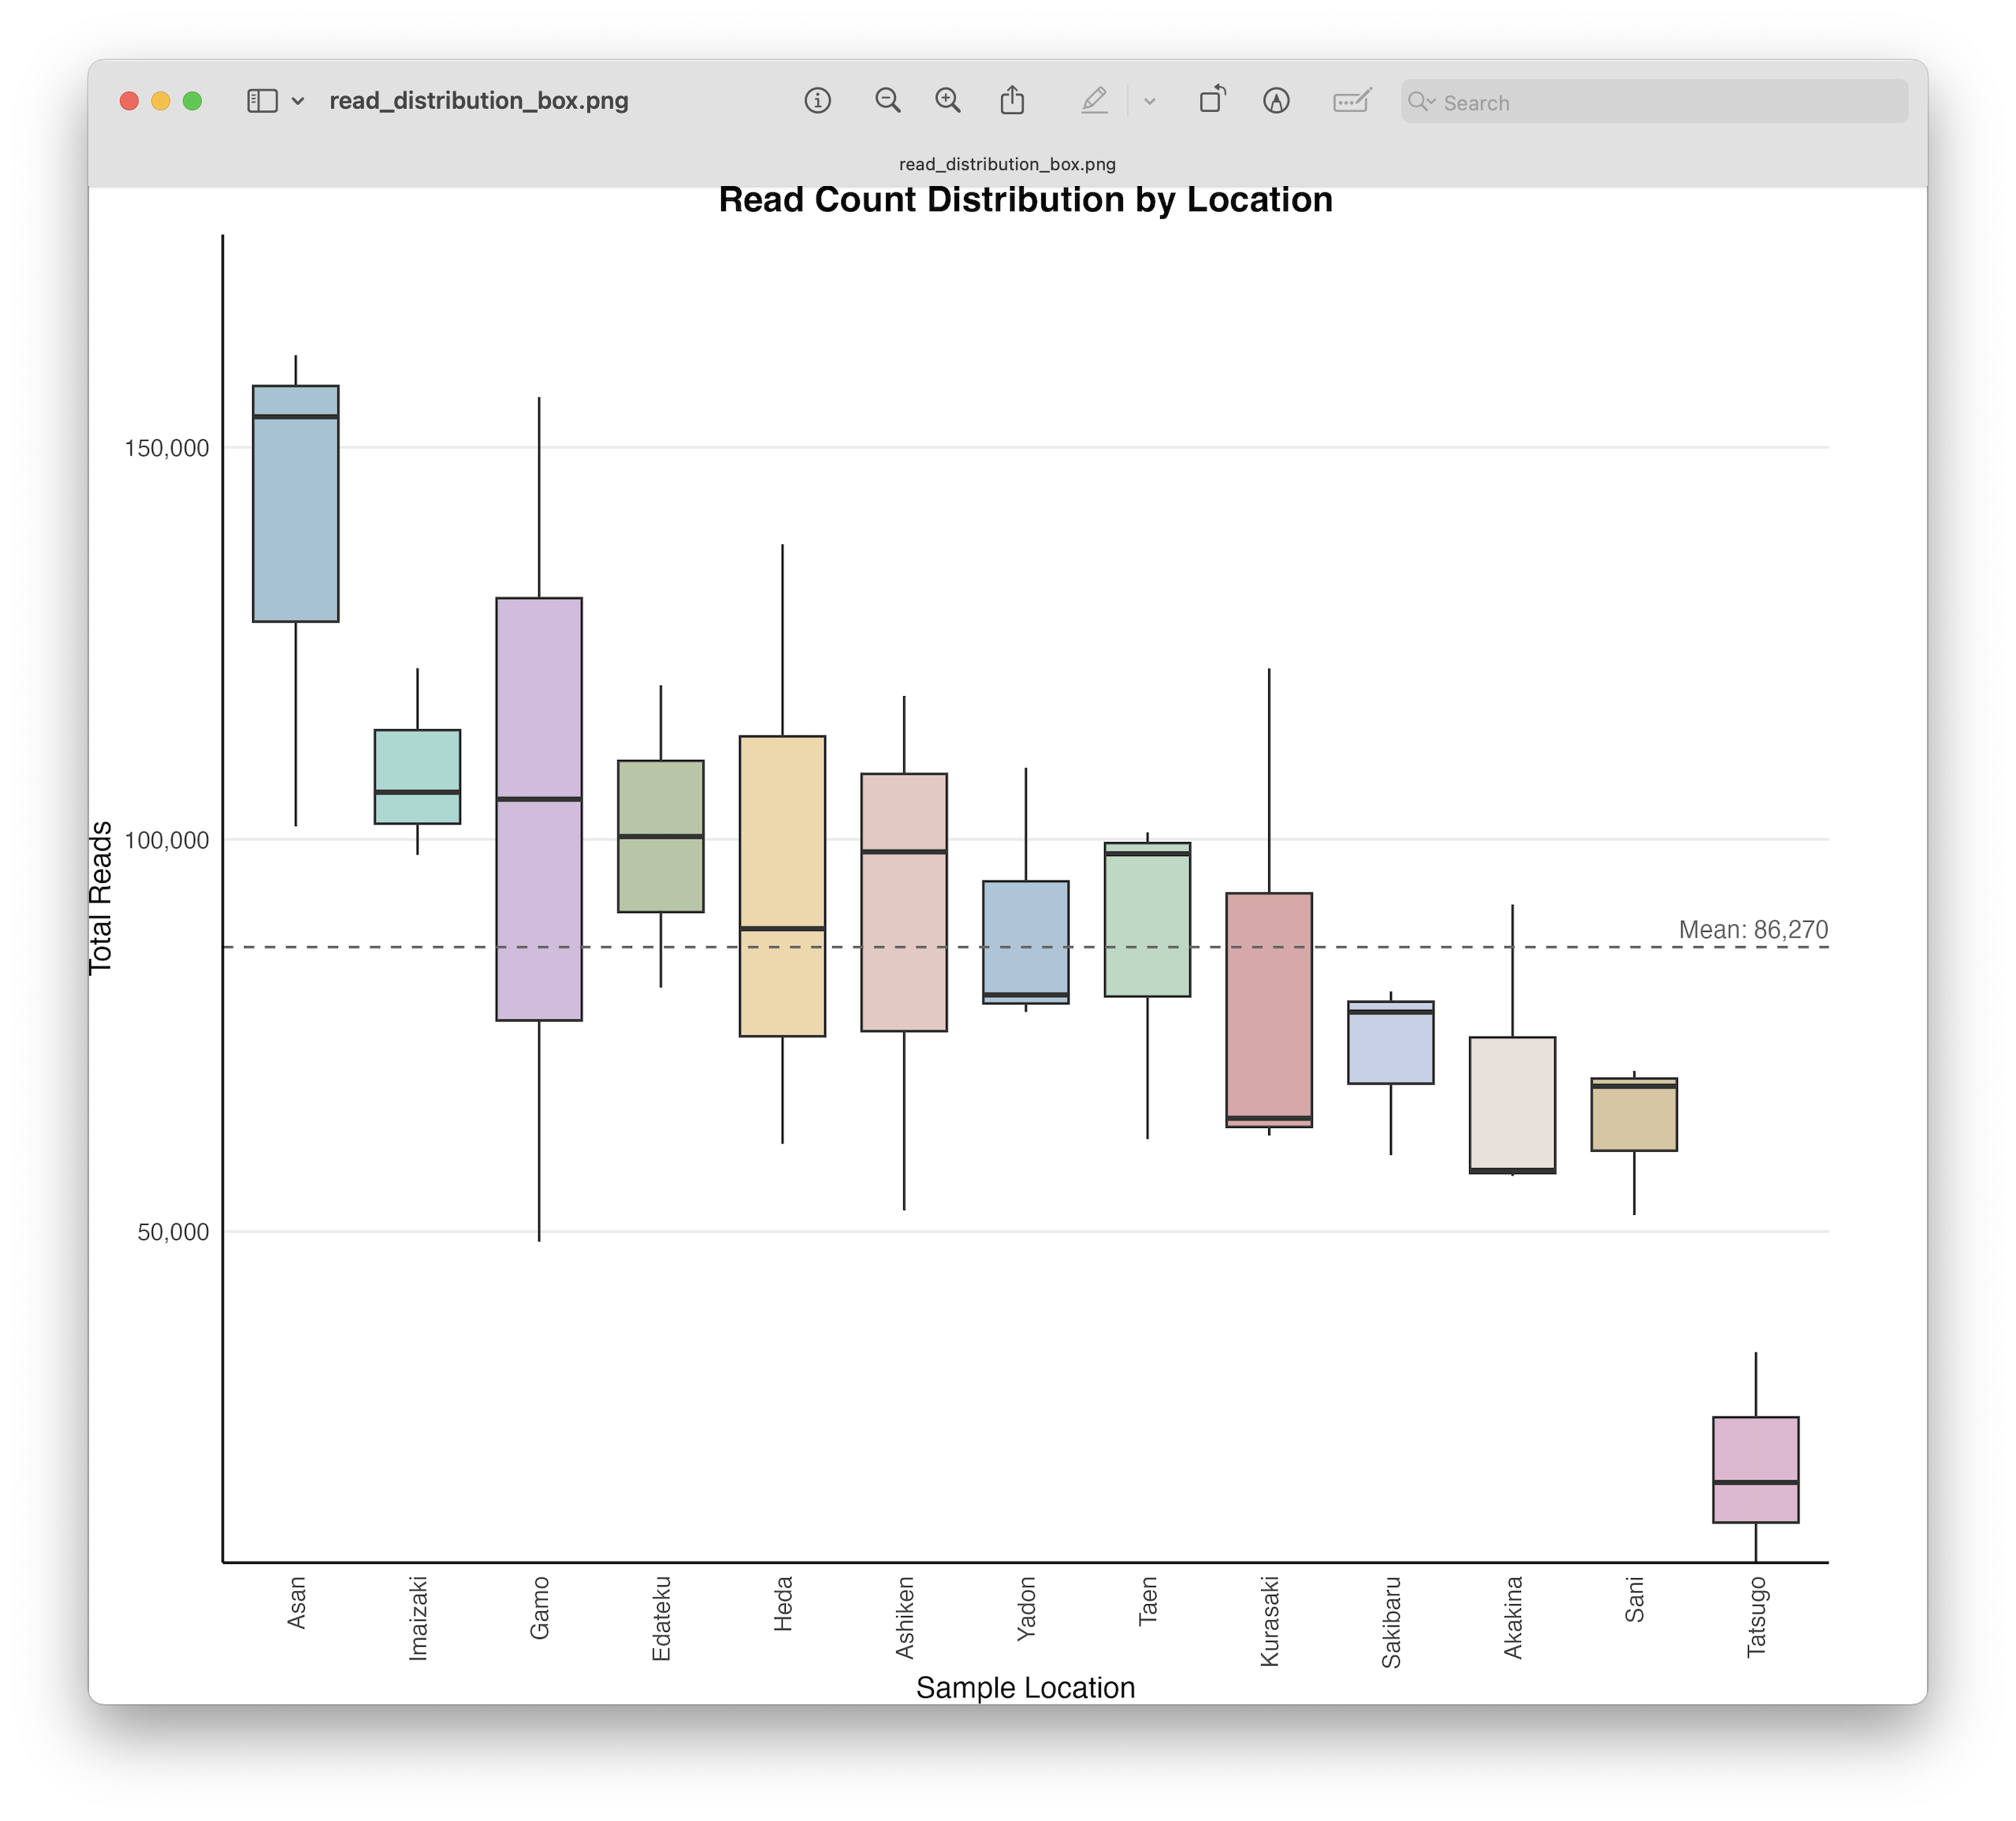 read_distribution_box.png
Search
read_distribution_box.png
Read Count Distribution by Location
Total Reads
150,000
100,000
50,000
Mean: 86,270
Asan
Imaizaki
Gamo
Edateku
Heda
Ashiken
Yadon
Taen
Kurasaki
Sakibaru
Akakina
Sani
Tatsugo
Sample Location